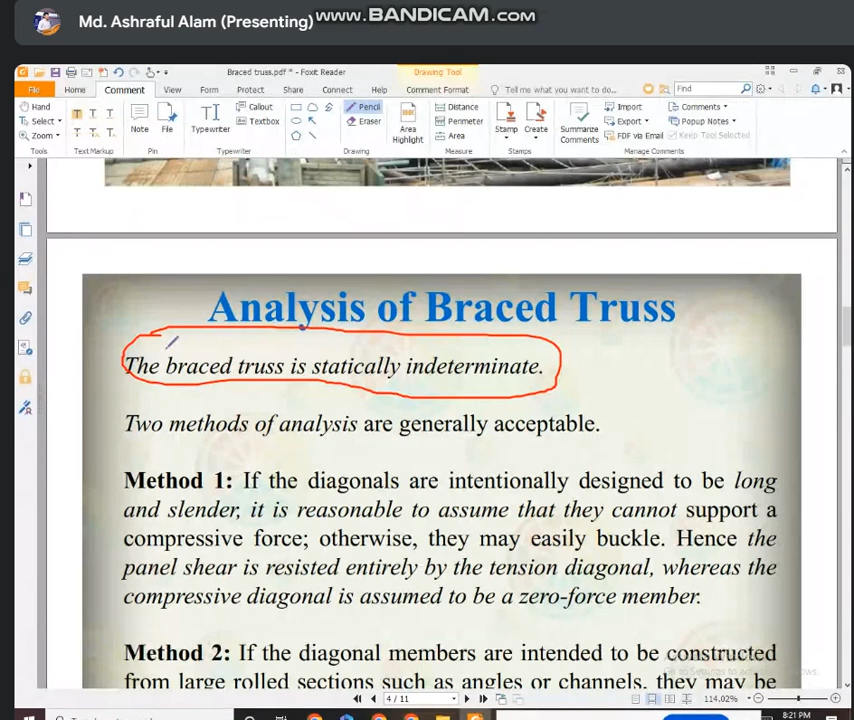 Md. Ashraful Alam (Presenting)
www.BANDICAM.com
Braced truss.pdf * - Foxit Reader
Drawing Tool
File Home Comment View Form Protect Share Connect Help Comment Format Tell me what you want to do... Find
Hand
Select
Zoom
Tools
Text Markup
Note
File
Pin
Typewriter
Callout
Textbox
Typewriter
Pencil
Eraser
Drawing
Area Highlight
Distance
Perimeter
Area
Measure
Stamp
Create
Stamps
Summarize Comments
Import
Export
FDF via Email
Comments
Popup Notes
Keep Tool Selected
Manage Comments
Analysis of Braced Truss
The braced truss is statically indeterminate.
Two methods of analysis are generally acceptable.
Method 1: If the diagonals are intentionally designed to be long
and slender, it is reasonable to assume that they cannot support a
compressive force; otherwise, they may easily buckle. Hence the
panel shear is resisted entirely by the tension diagonal, whereas the
compressive diagonal is assumed to be a zero-force member.
Method 2: If the diagonal members are intended to be constructed
from large rolled sections such as angles or channels, they may be
4 / 11
114.02%
8:21 PM